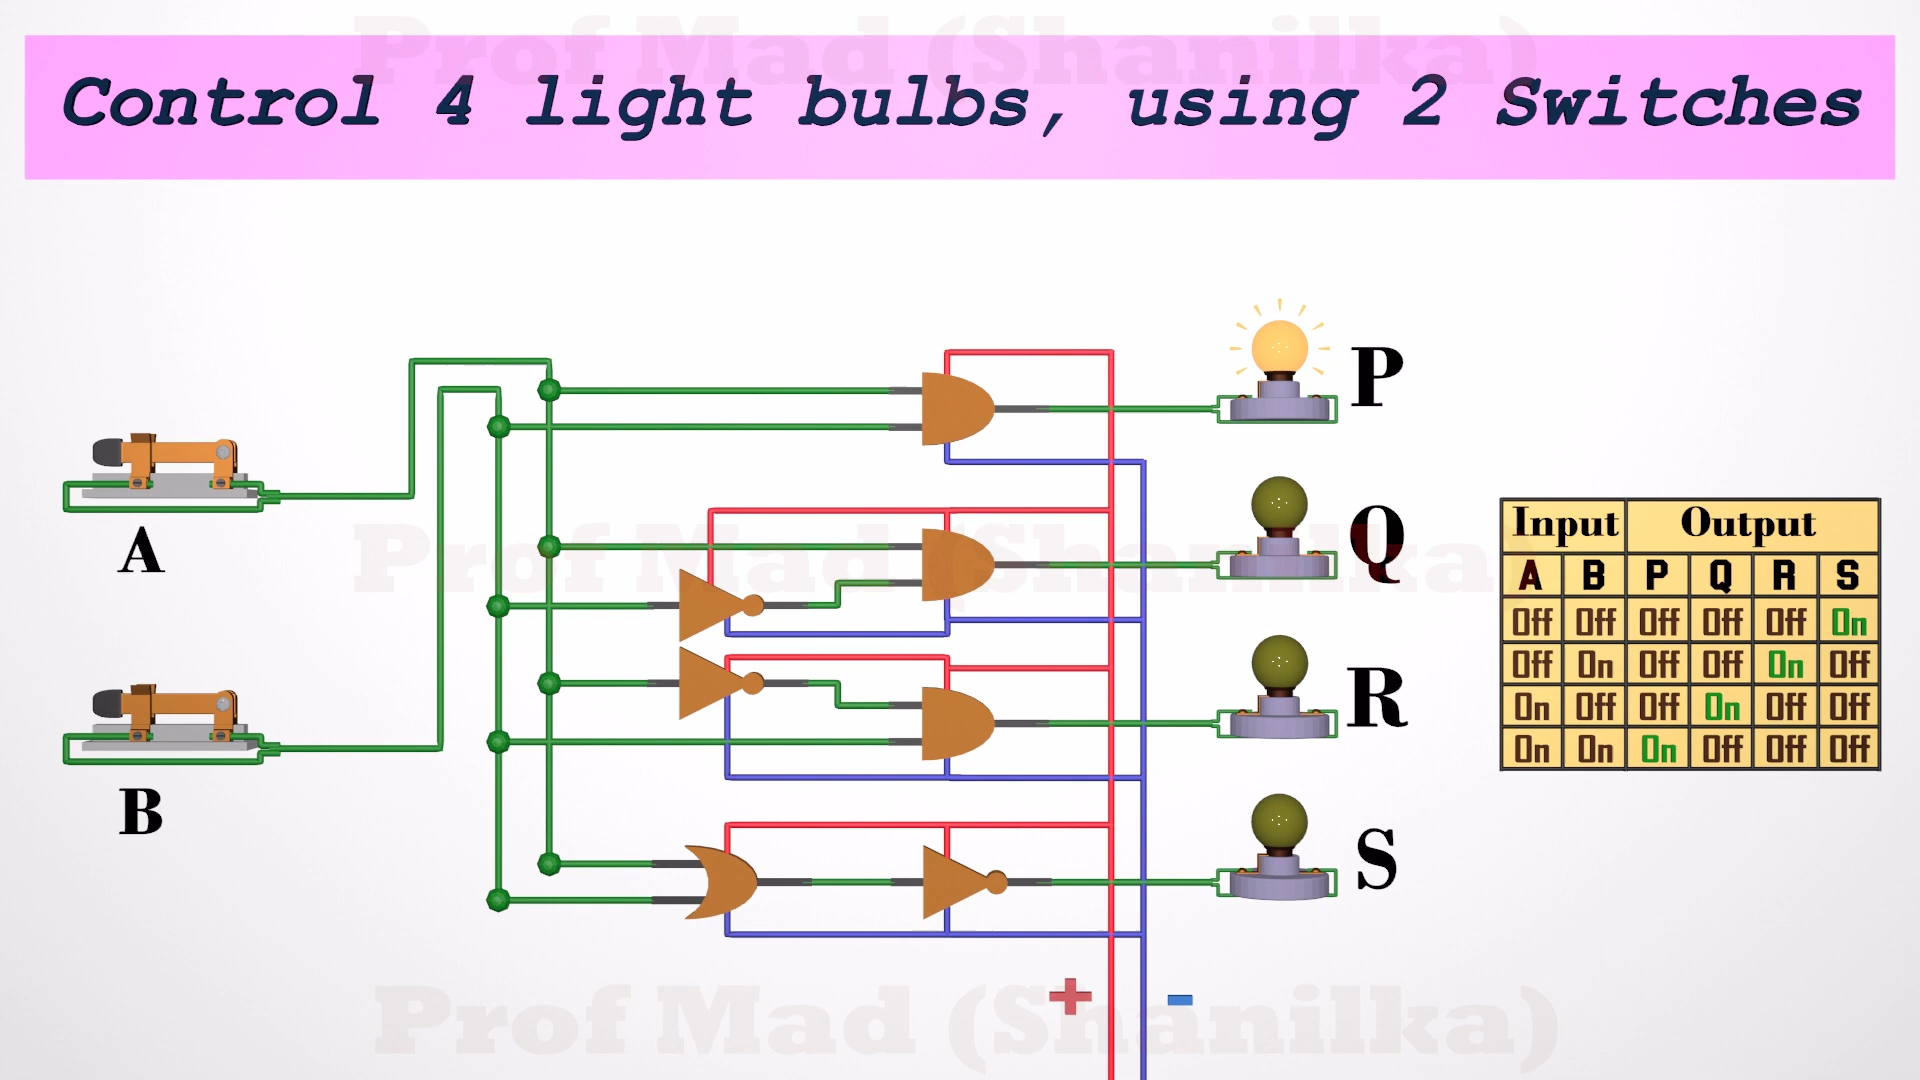 Prof Mad (Shanilka)
Control 4 light bulbs, using 2 Switches
P
Q
A
Prof Mad (Shanilka)
Input Output
A B P Q R S
Off Off Off Off Off On
Off On Off Off On Off
On Off Off On Off Off
On On On Off Off Off
R
B
S
+ -
Prof Mad (Shanilka)